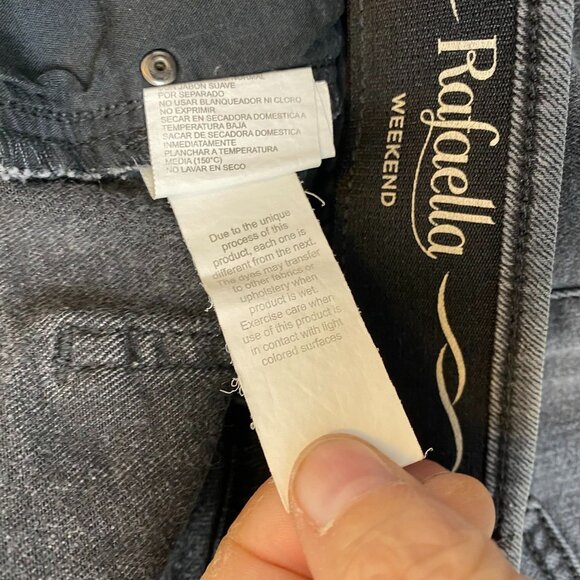 JABON SUAVE
POR SEPARADO
NO USAR BLANQUEADOR NI CLORO
NO EXPRIMIR
SECAR EN SECADORA DOMESTICA A
TEMPERATURA BAJA
SACAR DE SECADORA DOMESTICA
INMEDIATAMENTE
PLANCHAR A TEMPERATURA
MEDIA (150°C)
NO LAVAR EN SECO
Due to the unique
process of this
product, each one is
different from the next.
The dyes may transfer
to other fabrics or
upholstery when
product is wet.
Exercise care when
use of this product is
in contact with light
colored surfaces
Rafaella
WEEKEND